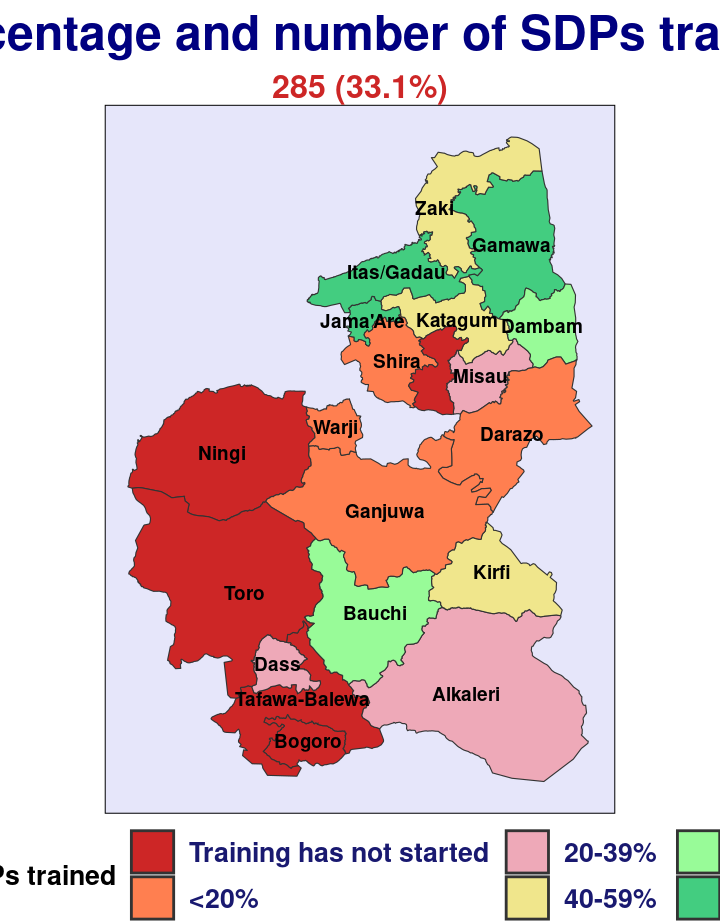 centage and number of SDPs tra
285 (33.1%)
Zaki
Gamawa
Itas/Gadau
Jama'Are
Katagum
Dambam
Shira
Misau
Warji
Darazo
Ningi
Ganjuwa
Kirfi
Toro
Bauchi
Dass
Tafawa-Balewa
Alkaleri
Bogoro
Ps trained
Training has not started
20-39%
<20%
40-59%